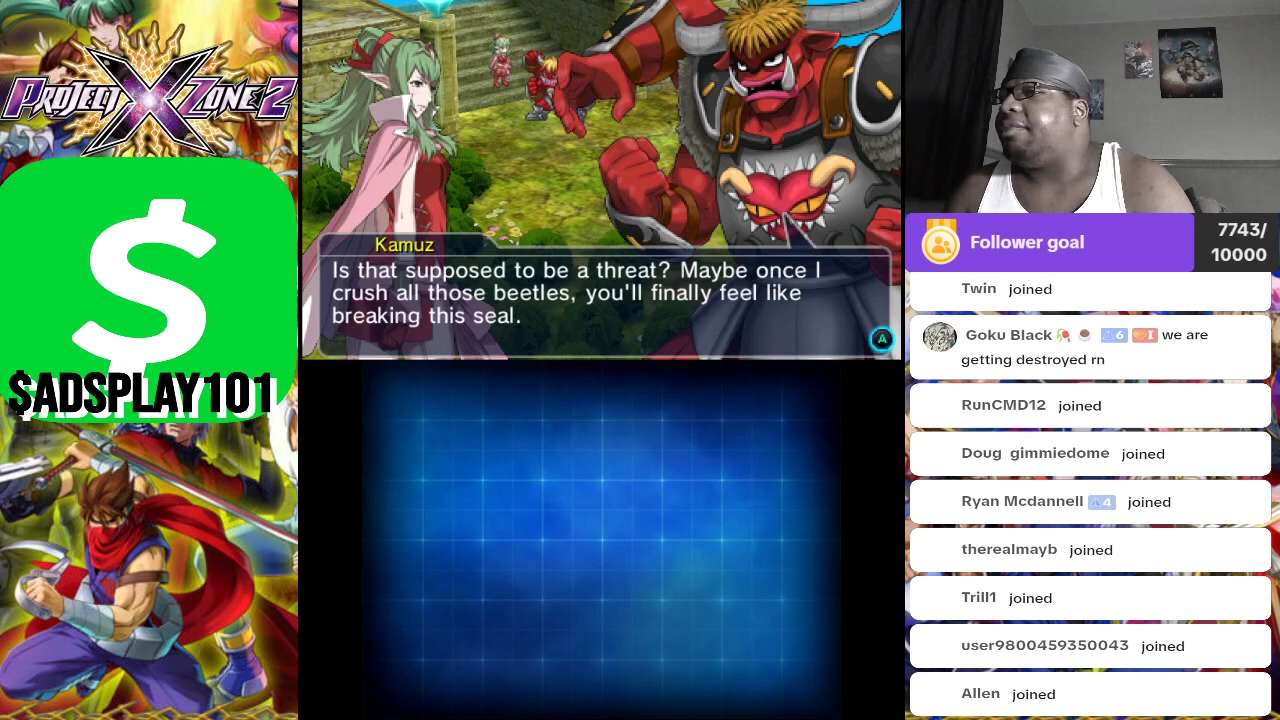 PROJECT X ZONE 2
$
$ADSPLAY101
Kamuz
Is that supposed to be a threat? Maybe once I
crush all those beetles, you'll finally feel like
breaking this seal.
A
Follower goal
7743/
10000
Twin joined
Goku Black 6 I we are
getting destroyed rn
RunCMD12 joined
Doug gimmiedome joined
Ryan Mcdannell 4 joined
therealmayb joined
Trill1 joined
user9800459350043 joined
Allen joined